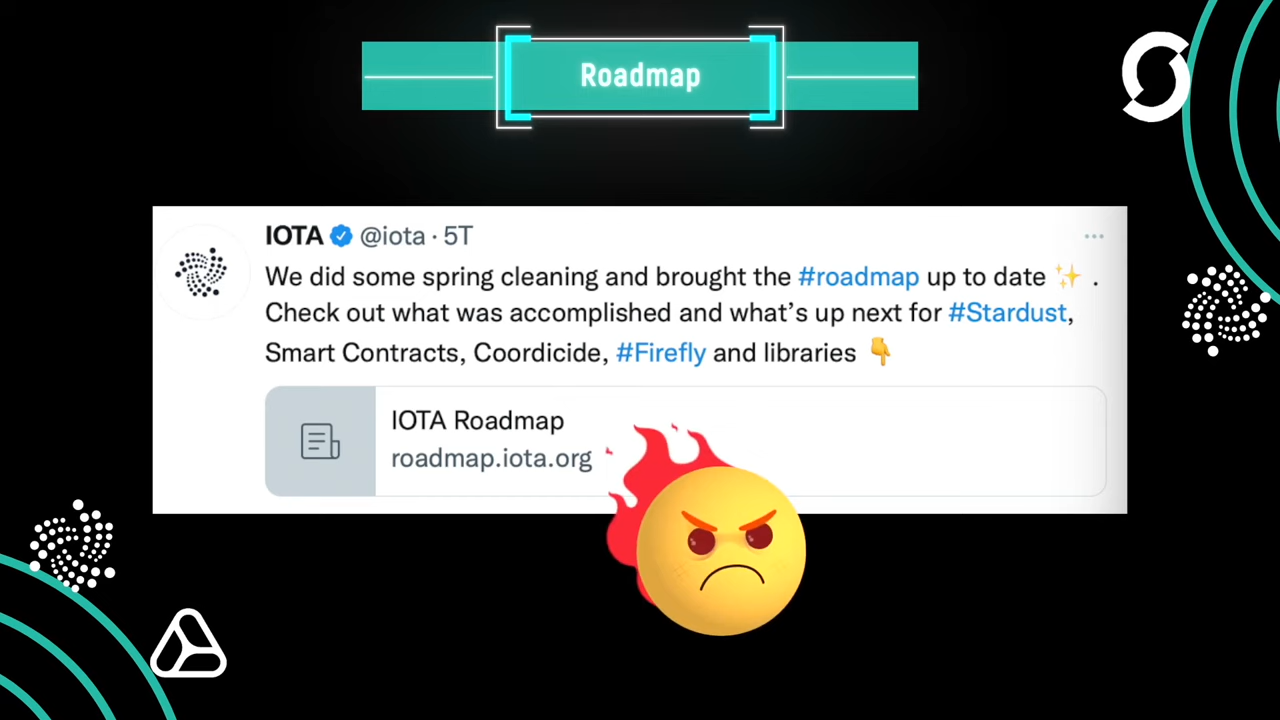 Roadmap
IOTA @iota · 5T
We did some spring cleaning and brought the #roadmap up to date ✨ .
Check out what was accomplished and what’s up next for #Stardust,
Smart Contracts, Coordicide, #Firefly and libraries 👇
IOTA Roadmap
roadmap.iota.org